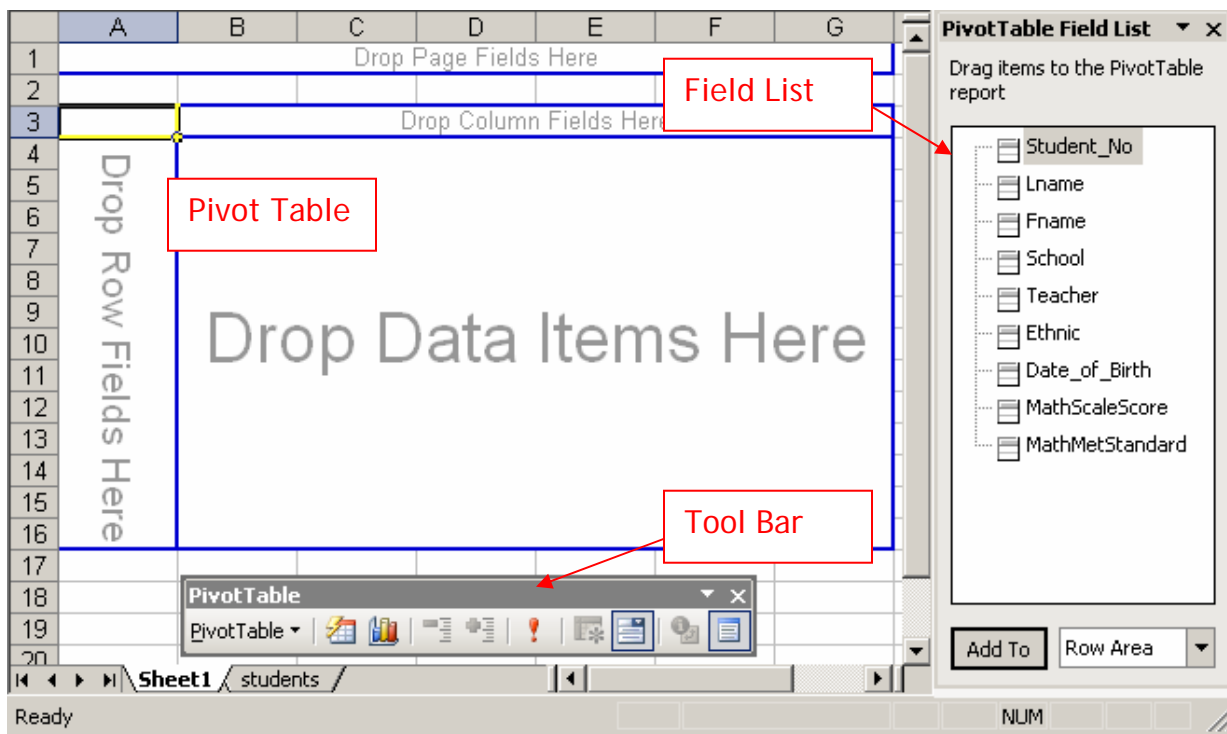 A B C D E F G
PivotTable Field List
1
Drop Page Fields Here
Drag items to the PivotTable
report
2
Field List
3
Drop Column Fields Here
4
Student_No
5
Lname
6
Pivot Table
Fname
7
School
8
Teacher
9
Drop Row Fields Here
Drop Data Items Here
Ethnic
10
11
Date_of_Birth
12
MathScaleScore
13
MathMetStandard
14
15
Tool Bar
16
17
18
PivotTable
19
PivotTable
Add To
Row Area
20
Sheet1
students
Ready
NUM